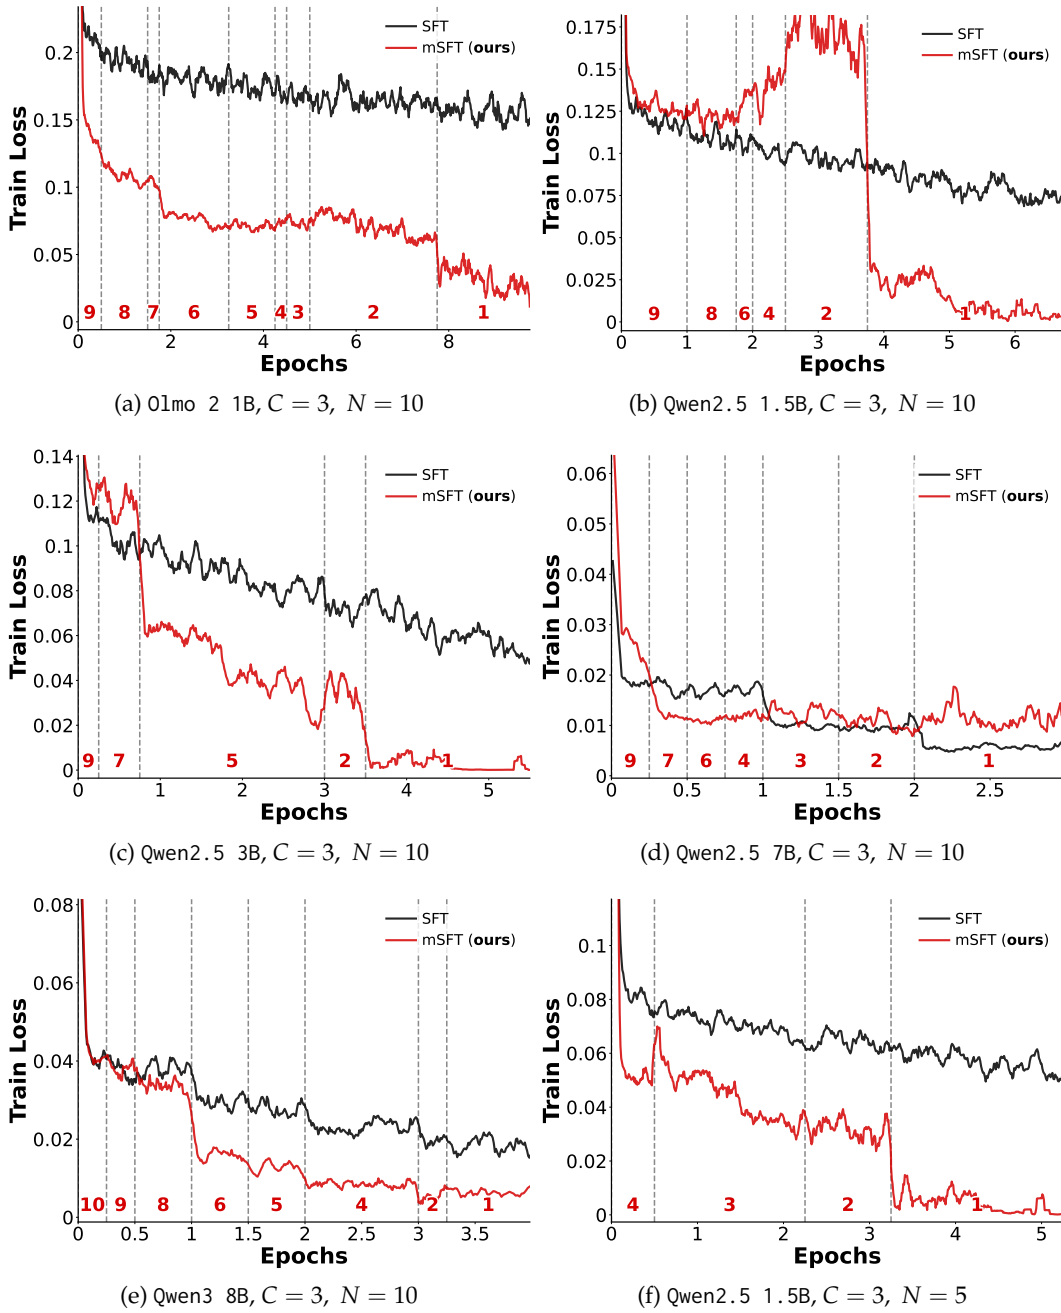 SFT
mSFT (ours)
Train Loss
0.2
0.15
0.1
0.05
0
9 8 7 6 5 4 3 2 1
0 2 4 6 8
Epochs
(a) Olmo 2 1B, C = 3, N = 10
SFT
mSFT (ours)
Train Loss
0.175
0.15
0.125
0.1
0.075
0.05
0.025
0
9 8 6 4 2 1
0 1 2 3 4 5 6
Epochs
(b) Qwen2.5 1.5B, C = 3, N = 10
SFT
mSFT (ours)
Train Loss
0.14
0.12
0.1
0.08
0.06
0.04
0.02
0
9 7 5 2 1
0 1 2 3 4 5
Epochs
(c) Qwen2.5 3B, C = 3, N = 10
SFT
mSFT (ours)
Train Loss
0.06
0.05
0.04
0.03
0.02
0.01
0
9 7 6 4 3 2 1
0 0.5 1 1.5 2 2.5
Epochs
(d) Qwen2.5 7B, C = 3, N = 10
SFT
mSFT (ours)
Train Loss
0.08
0.06
0.04
0.02
0
10 9 8 6 5 4 2 1
0 0.5 1 1.5 2 2.5 3 3.5
Epochs
(e) Qwen3 8B, C = 3, N = 10
SFT
mSFT (ours)
Train Loss
0.1
0.08
0.06
0.04
0.02
0
4 3 2 1
0 1 2 3 4 5
Epochs
(f) Qwen2.5 1.5B, C = 3, N = 5